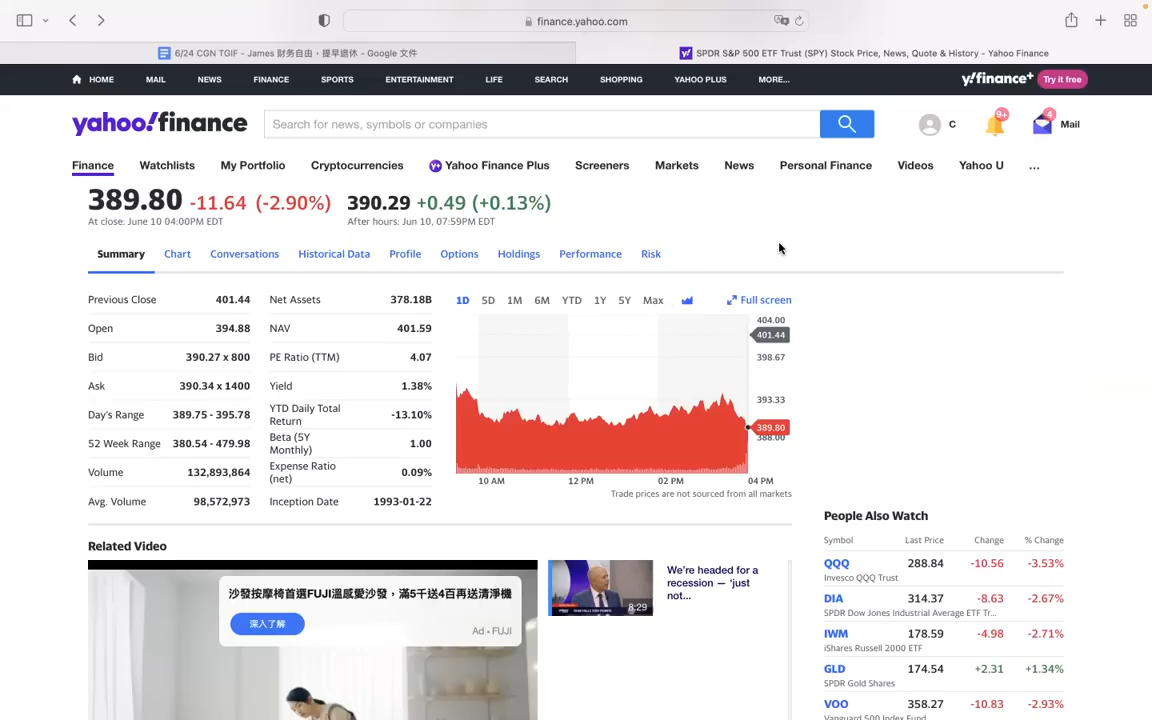 finance.yahoo.com
6/24 CGN TGIF - James 财务自由，提早退休 - Google 文件
SPDR S&P 500 ETF Trust (SPY) Stock Price, News, Quote & History - Yahoo Finance
HOME MAIL NEWS FINANCE SPORTS ENTERTAINMENT LIFE SEARCH SHOPPING YAHOO PLUS MORE...
y!finance+ Try it free
yahoo!finance
Search for news, symbols or companies
C
9+
4
Mail
Finance Watchlists My Portfolio Cryptocurrencies Y+ Yahoo Finance Plus Screeners Markets News Personal Finance Videos Yahoo U ...
389.80 -11.64 (-2.90%) 390.29 +0.49 (+0.13%)
At close: June 10 04:00PM EDT After hours: Jun 10, 07:59PM EDT
Summary Chart Conversations Historical Data Profile Options Holdings Performance Risk
Previous Close 401.44
Open 394.88
Bid 390.27 x 800
Ask 390.34 x 1400
Day's Range 389.75 - 395.78
52 Week Range 380.54 - 479.98
Volume 132,893,864
Avg. Volume 98,572,973
Net Assets 378.18B
NAV 401.59
PE Ratio (TTM) 4.07
Yield 1.38%
YTD Daily Total
Return -13.10%
Beta (5Y
Monthly) 1.00
Expense Ratio
(net) 0.09%
Inception Date 1993-01-22
1D 5D 1M 6M YTD 1Y 5Y Max Full screen
404.00
401.44
398.67
393.33
389.80
388.00
10 AM 12 PM 02 PM 04 PM
Trade prices are not sourced from all markets
Related Video
沙發按摩椅首選FUJI溫感愛沙發，滿5千送4百再送清淨機
深入了解
Ad • FUJI
8:29
We're headed for a
recession — 'just
not...
People Also Watch
Symbol Last Price Change % Change
QQQ 288.84 -10.56 -3.53%
Invesco QQQ Trust
DIA 314.37 -8.63 -2.67%
SPDR Dow Jones Industrial Average ETF Tr...
IWM 178.59 -4.98 -2.71%
iShares Russell 2000 ETF
GLD 174.54 +2.31 +1.34%
SPDR Gold Shares
VOO 358.27 -10.83 -2.93%
Vanguard 500 Index Fund